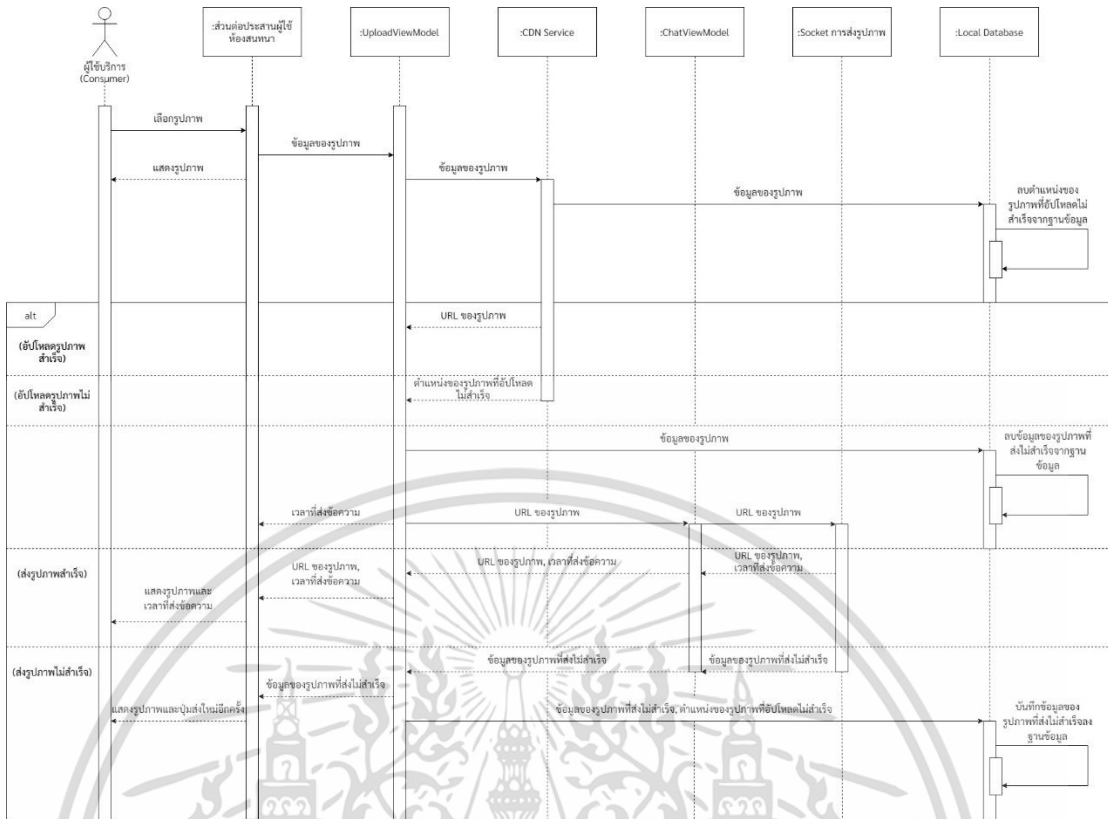 :ส่วนต่อประสานผู้ใช้
ห้องสนทนา
:UploadViewModel
:CDN Service
:ChatViewModel
:Socket การส่งรูปภาพ
:Local Database
ผู้ใช้บริการ
(Consumer)
เลือกรูปภาพ
ข้อมูลของรูปภาพ
แสดงรูปภาพ
ข้อมูลของรูปภาพ
ข้อมูลของรูปภาพ
ลบตำแหน่งของ
รูปภาพที่อัปโหลดไม่
สำเร็จจากฐานข้อมูล
alt
(อัปโหลดรูปภาพ
สำเร็จ)
URL ของรูปภาพ
(อัปโหลดรูปภาพไม่
สำเร็จ)
ตำแหน่งของรูปภาพที่อัปโหลด
ไม่สำเร็จ
ข้อมูลของรูปภาพ
ลบข้อมูลของรูปภาพที่
ส่งไม่สำเร็จจากฐาน
ข้อมูล
เวลาที่ส่งข้อความ
URL ของรูปภาพ
URL ของรูปภาพ
(ส่งรูปภาพสำเร็จ)
URL ของรูปภาพ,
เวลาที่ส่งข้อความ
URL ของรูปภาพ, เวลาที่ส่งข้อความ
URL ของรูปภาพ,
เวลาที่ส่งข้อความ
แสดงรูปภาพและ
เวลาที่ส่งข้อความ
(ส่งรูปภาพไม่สำเร็จ)
ข้อมูลของรูปภาพที่ส่งไม่สำเร็จ
ข้อมูลของรูปภาพที่ส่งไม่สำเร็จ
ข้อมูลของรูปภาพที่ส่งไม่สำเร็จ
แสดงรูปภาพและปุ่มส่งใหม่อีกครั้ง
ข้อมูลของรูปภาพที่ส่งไม่สำเร็จ, ตำแหน่งของรูปภาพที่อัปโหลดไม่สำเร็จ
บันทึกข้อมูลของ
รูปภาพที่ส่งไม่สำเร็จลง
ฐานข้อมูล